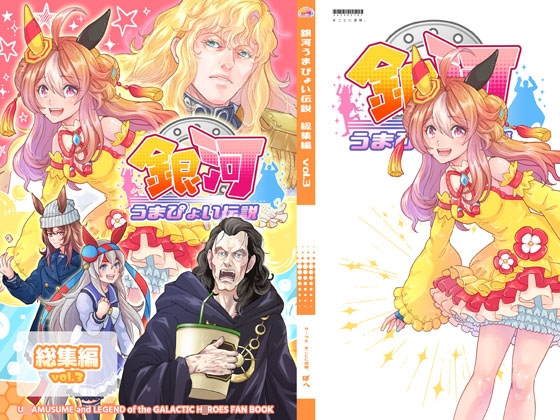 銀河
うまぴょい伝説
総集編
vol.3
U AMUSUME and LEGEND of the GALACTIC H_ROES FAN BOOK
銀河うまぴょい伝説 総集編 vol.3
銀河
うまぴょい伝説